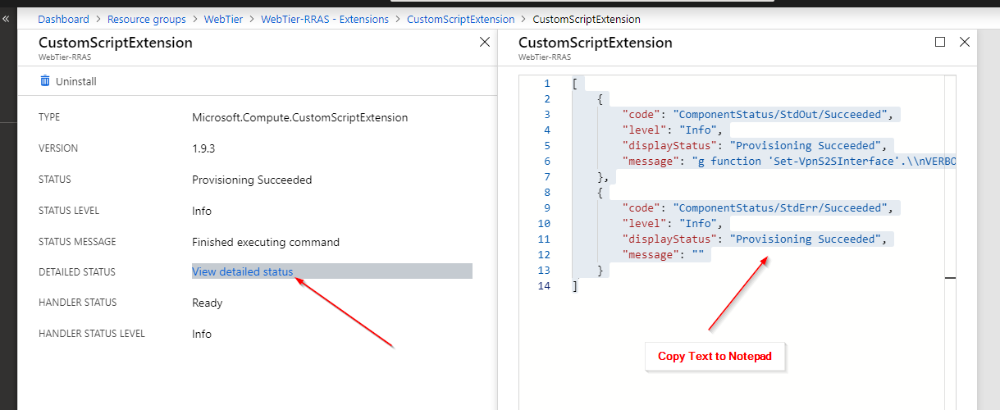 Dashboard > Resource groups > WebTier > WebTier-RRAS - Extensions > CustomScriptExtension > CustomScriptExtension
«
CustomScriptExtension
WebTier-RRAS
Uninstall
TYPE Microsoft.Compute.CustomScriptExtension
VERSION 1.9.3
STATUS Provisioning Succeeded
STATUS LEVEL Info
STATUS MESSAGE Finished executing command
DETAILED STATUS View detailed status
HANDLER STATUS Ready
HANDLER STATUS LEVEL Info
CustomScriptExtension
WebTier-RRAS
1 [
2 {
3 "code": "ComponentStatus/StdOut/Succeeded",
4 "level": "Info",
5 "displayStatus": "Provisioning Succeeded",
6 "message": "g function 'Set-VpnS2SInterface'.\\nVERBO
7 },
8 {
9 "code": "ComponentStatus/StdErr/Succeeded",
10 "level": "Info",
11 "displayStatus": "Provisioning Succeeded",
12 "message": ""
13 }
14 ]
Copy Text to Notepad